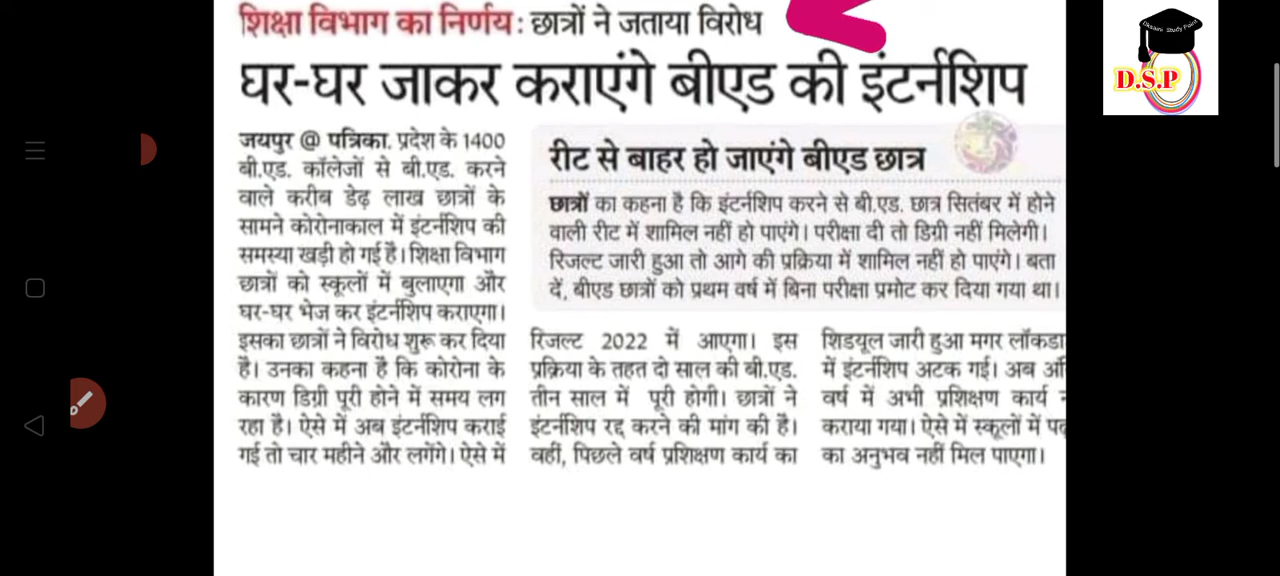 शिक्षा विभाग का निर्णय : छात्रों ने जताया विरोध
घर-घर जाकर कराएंगे बीएड की इंटर्नशिप
जयपुर @ पत्रिका. प्रदेश के 1400
बी.एड. कॉलेजों से बी.एड. करने
वाले करीब डेढ़ लाख छात्रों के
सामने कोरोनाकाल में इंटर्नशिप की
समस्या खड़ी हो गई है। शिक्षा विभाग
छात्रों को स्कूलों में बुलाएगा और
घर-घर भेज कर इंटर्नशिप कराएगा।
इसका छात्रों ने विरोध शुरू कर दिया
है। उनका कहना है कि कोरोना के
कारण डिग्री पूरी होने में समय लग
रहा है। ऐसे में अब इंटर्नशिप कराई
गई तो चार महीने और लगेंगे। ऐसे में
रीट से बाहर हो जाएंगे बीएड छात्र
छात्रों का कहना है कि इंटर्नशिप करने से बी.एड. छात्र सितंबर में होने
वाली रीट में शामिल नहीं हो पाएंगे। परीक्षा दी तो डिग्री नहीं मिलेगी।
रिजल्ट जारी हुआ तो आगे की प्रक्रिया में शामिल नहीं हो पाएंगे। बता
दें, बीएड छात्रों को प्रथम वर्ष में बिना परीक्षा प्रमोट कर दिया गया था।
रिजल्ट 2022 में आएगा। इस
प्रक्रिया के तहत दो साल की बी.एड.
तीन साल में पूरी होगी। छात्रों ने
इंटर्नशिप रद्द करने की मांग की है।
वहीं, पिछले वर्ष प्रशिक्षण कार्य का
शिडयूल जारी हुआ मगर लॉकडा
में इंटर्नशिप अटक गई। अब
वर्ष में अभी प्रशिक्षण कार्य
कराया गया। ऐसे में स्कूलों में
का अनुभव नहीं मिल पाएगा।
Dksaini Study Point
D.S.P